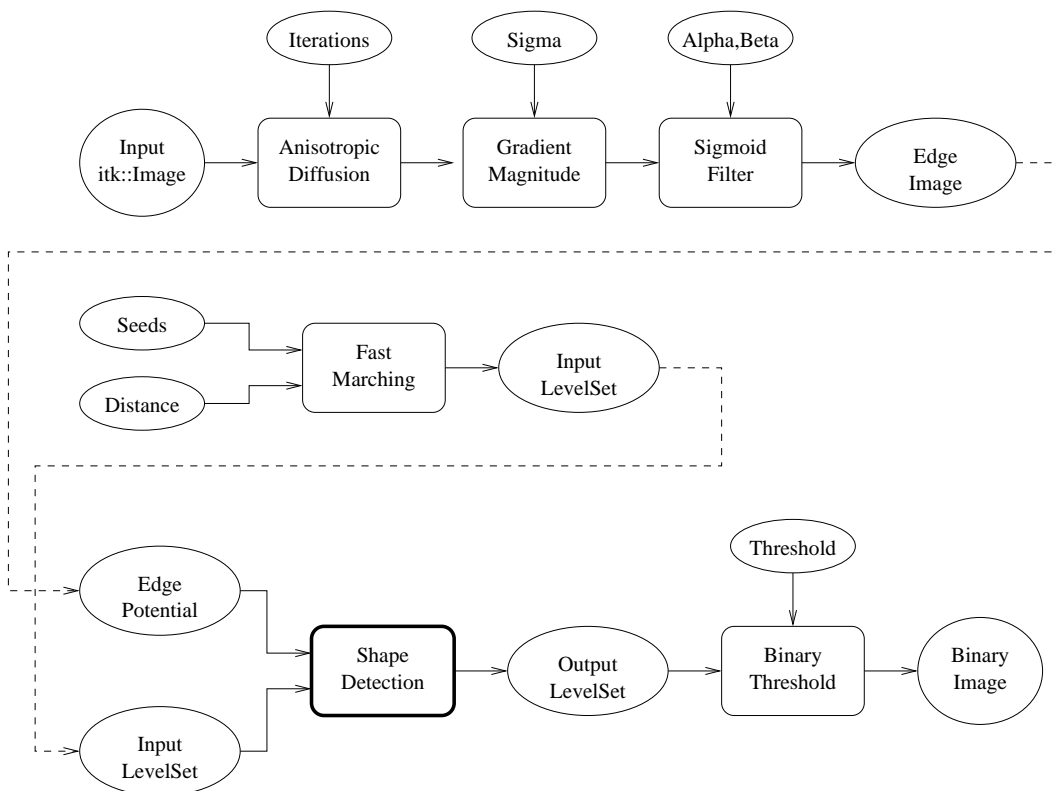 Iterations
Sigma
Alpha,Beta
Input
itk::Image
Anisotropic
Diffusion
Gradient
Magnitude
Sigmoid
Filter
Edge
Image
Seeds
Distance
Fast
Marching
Input
LevelSet
Threshold
Edge
Potential
Input
LevelSet
Shape
Detection
Output
LevelSet
Binary
Threshold
Binary
Image